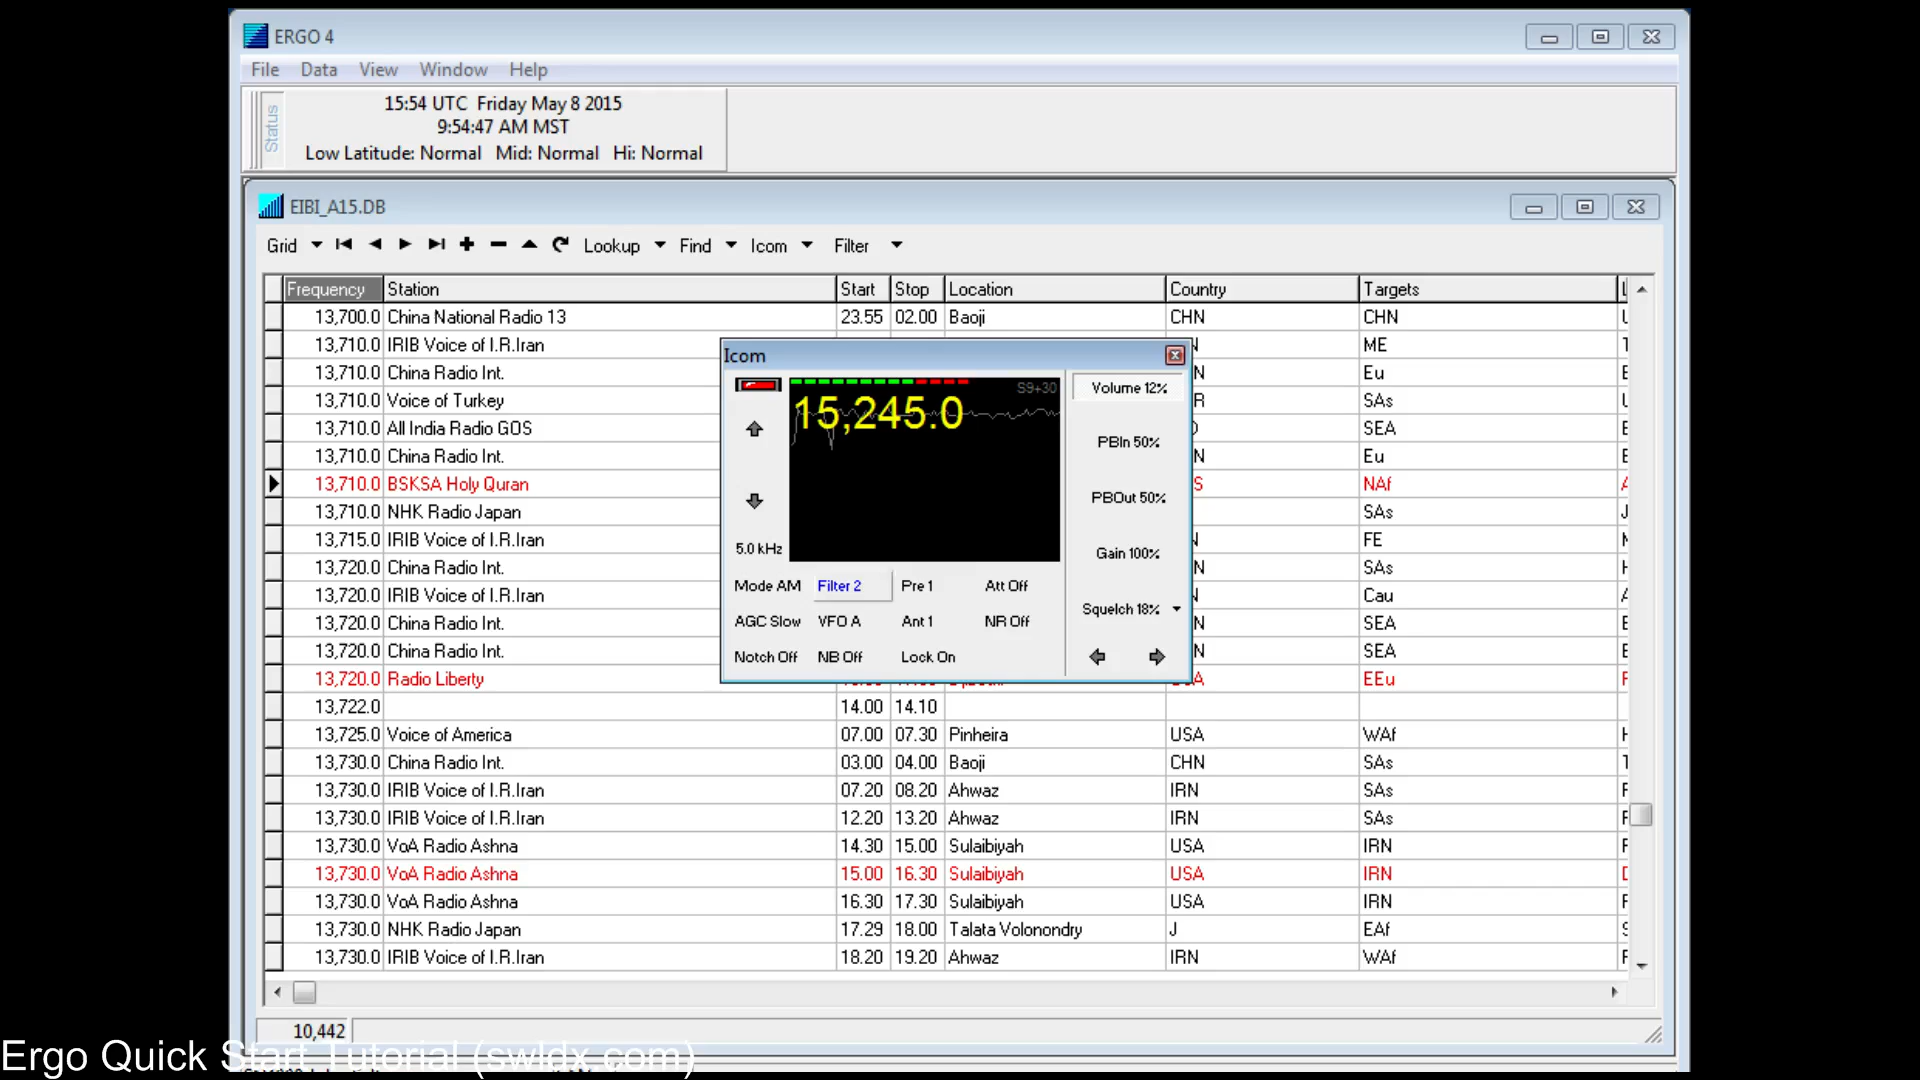 ERGO 4
File Data View Window Help
Status
15:54 UTC Friday May 8 2015
9:54:47 AM MST
Low Latitude: Normal Mid: Normal Hi: Normal
EIBI_A15.DB
Grid Lookup Find Icom Filter
Frequency Station Start Stop Location Country Targets
13,700.0 China National Radio 13 23.55 02.00 Baoji CHN CHN
13,710.0 IRIB Voice of I.R.Iran ME
13,710.0 China Radio Int. Eu
13,710.0 Voice of Turkey SAs
13,710.0 All India Radio GOS SEA
13,710.0 China Radio Int. Eu
13,710.0 BSKSA Holy Quran NAf
13,710.0 NHK Radio Japan SAs
13,715.0 IRIB Voice of I.R.Iran FE
13,720.0 China Radio Int. SAs
13,720.0 IRIB Voice of I.R.Iran Cau
13,720.0 China Radio Int. SEA
13,720.0 China Radio Int. SEA
13,720.0 Radio Liberty EEu
13,722.0 14.00 14.10
13,725.0 Voice of America 07.00 07.30 Pinheira USA WAf
13,730.0 China Radio Int. 03.00 04.00 Baoji CHN SAs
13,730.0 IRIB Voice of I.R.Iran 07.20 08.20 Ahwaz IRN SAs
13,730.0 IRIB Voice of I.R.Iran 12.20 13.20 Ahwaz IRN SAs
13,730.0 VoA Radio Ashna 14.30 15.00 Sulaibiyah USA IRN
13,730.0 VoA Radio Ashna 15.00 16.30 Sulaibiyah USA IRN
13,730.0 VoA Radio Ashna 16.30 17.30 Sulaibiyah USA IRN
13,730.0 NHK Radio Japan 17.29 18.00 Talata Volonondry J EAf
13,730.0 IRIB Voice of I.R.Iran 18.20 19.20 Ahwaz IRN WAf
Icom
S9+30
15,245.0
5.0 kHz
Mode AM Filter 2 Pre 1 Att Off
AGC Slow VFO A Ant 1 NR Off
Notch Off NB Off Lock On
Volume 12%
PBIn 50%
PBOut 50%
Gain 100%
Squelch 18%
10,442
Ergo Quick Start Tutorial (swldx.com)